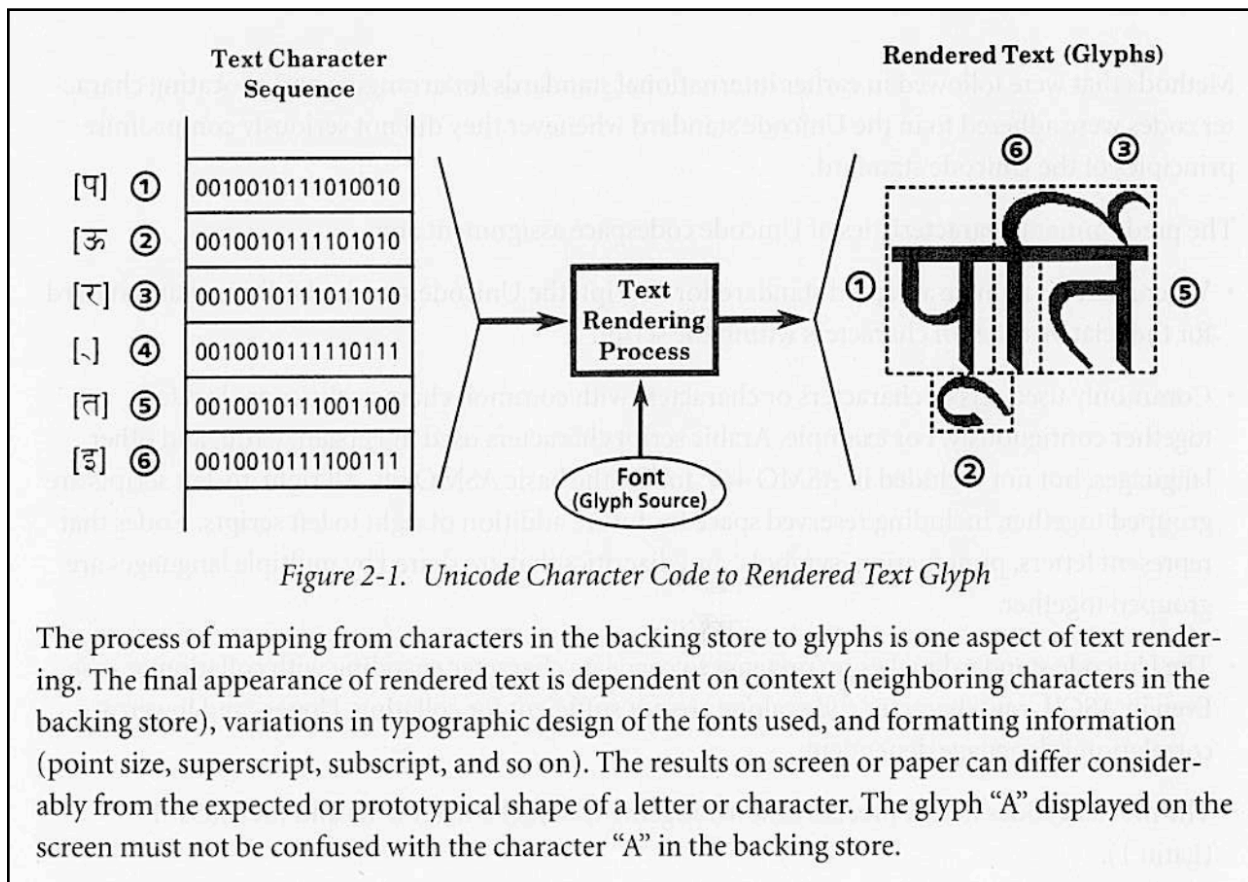 Text Character
Sequence
Rendered Text (Glyphs)
[प] ① 0010010111010010
[ऊ] ② 0010010111101010
[र] ③ 0010010111011010
[्] ④ 0010010111110111
[त] ⑤ 0010010111001100
[इ] ⑥ 0010010111100111
Text
Rendering
Process
Font
(Glyph Source)
⑥ ③
① पूर्ति ⑤
②
Figure 2-1. Unicode Character Code to Rendered Text Glyph
The process of mapping from characters in the backing store to glyphs is one aspect of text render-
ing. The final appearance of rendered text is dependent on context (neighboring characters in the
backing store), variations in typographic design of the fonts used, and formatting information
(point size, superscript, subscript, and so on). The results on screen or paper can differ consider-
ably from the expected or prototypical shape of a letter or character. The glyph “A” displayed on the
screen must not be confused with the character “A” in the backing store.